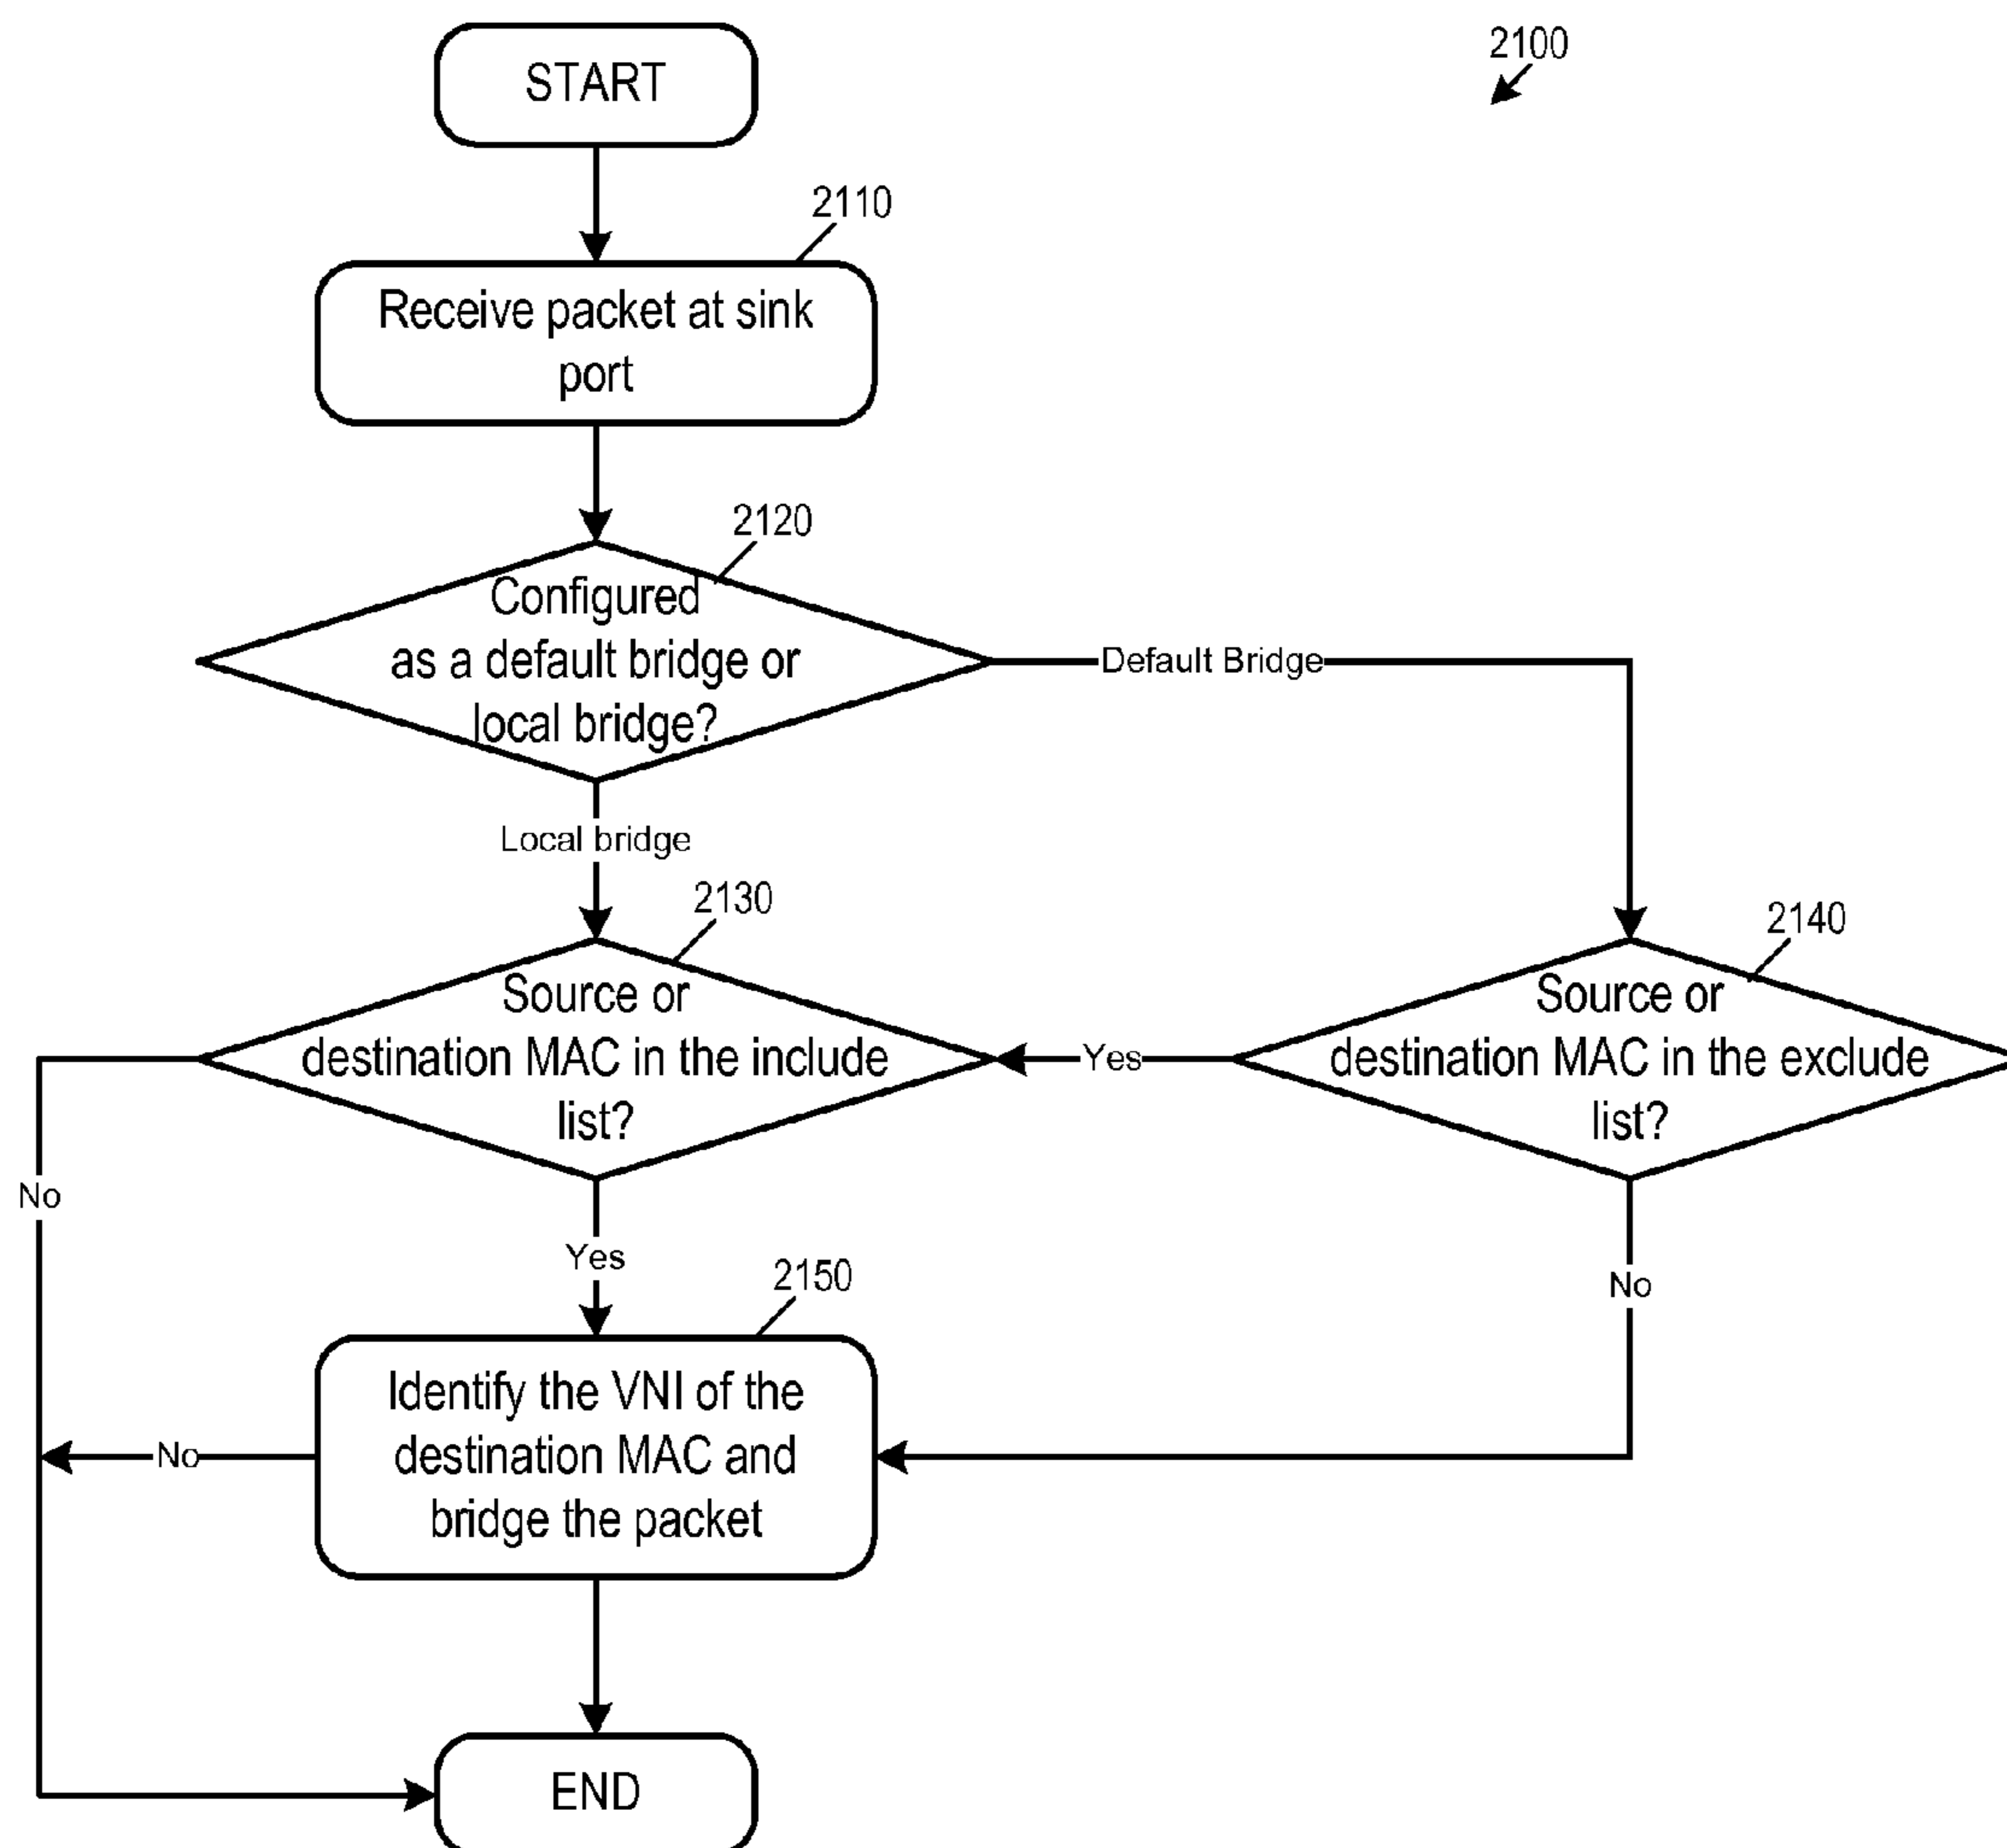 START
2100
2110
Receive packet at sink
port
2120
Configured
as a default bridge or
local bridge?
Default Bridge
Local bridge
2130
Source or
destination MAC in the include
list?
2140
Source or
destination MAC in the exclude
list?
Yes
No
Yes
No
2150
Identify the VNI of the
destination MAC and
bridge the packet
No
END